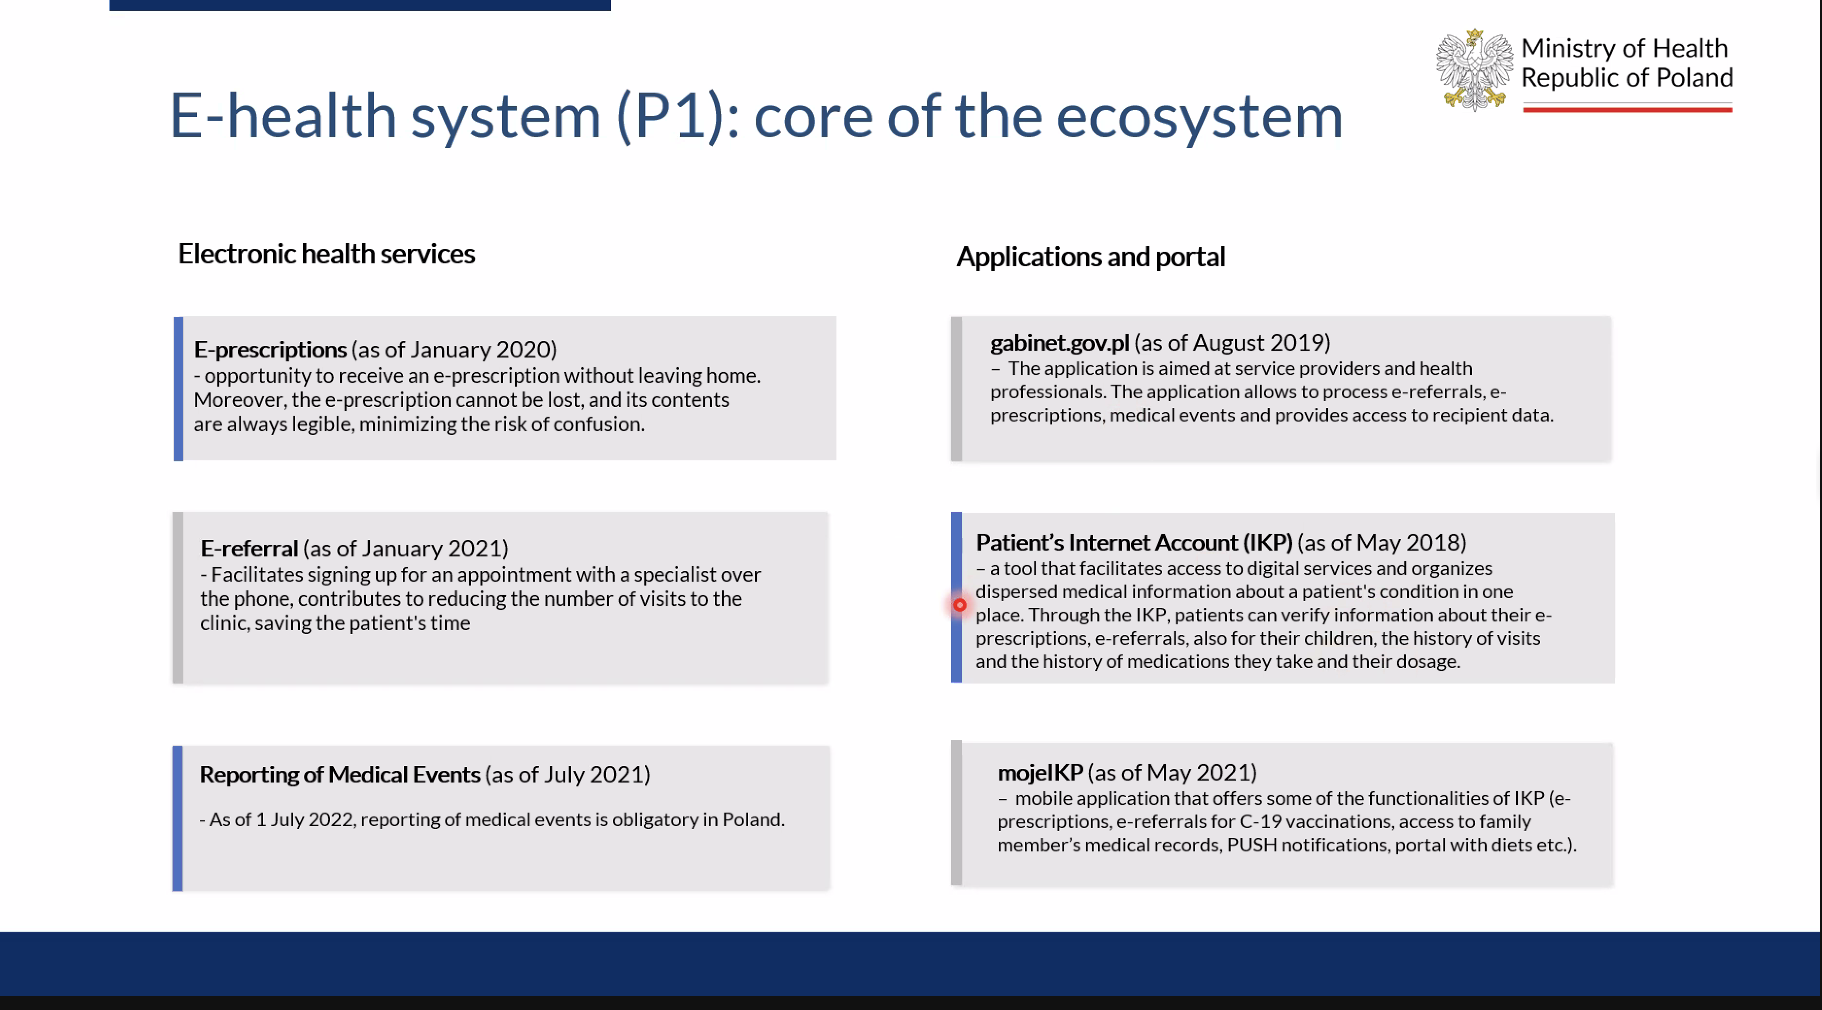 Ministry of Health
Republic of Poland
E-health system (P1): core of the ecosystem
Electronic health services
E-prescriptions (as of January 2020)
- opportunity to receive an e-prescription without leaving home.
Moreover, the e-prescription cannot be lost, and its contents
are always legible, minimizing the risk of confusion.
E-referral (as of January 2021)
- Facilitates signing up for an appointment with a specialist over
the phone, contributes to reducing the number of visits to the
clinic, saving the patient's time
Reporting of Medical Events (as of July 2021)
- As of 1 July 2022, reporting of medical events is obligatory in Poland.
Applications and portal
gabinet.gov.pl (as of August 2019)
– The application is aimed at service providers and health
professionals. The application allows to process e-referrals, e-
prescriptions, medical events and provides access to recipient data.
Patient’s Internet Account (IKP) (as of May 2018)
– a tool that facilitates access to digital services and organizes
dispersed medical information about a patient's condition in one
place. Through the IKP, patients can verify information about their e-
prescriptions, e-referrals, also for their children, the history of visits
and the history of medications they take and their dosage.
mojeIKP (as of May 2021)
– mobile application that offers some of the functionalities of IKP (e-
prescriptions, e-referrals for C-19 vaccinations, access to family
member’s medical records, PUSH notifications, portal with diets etc.).